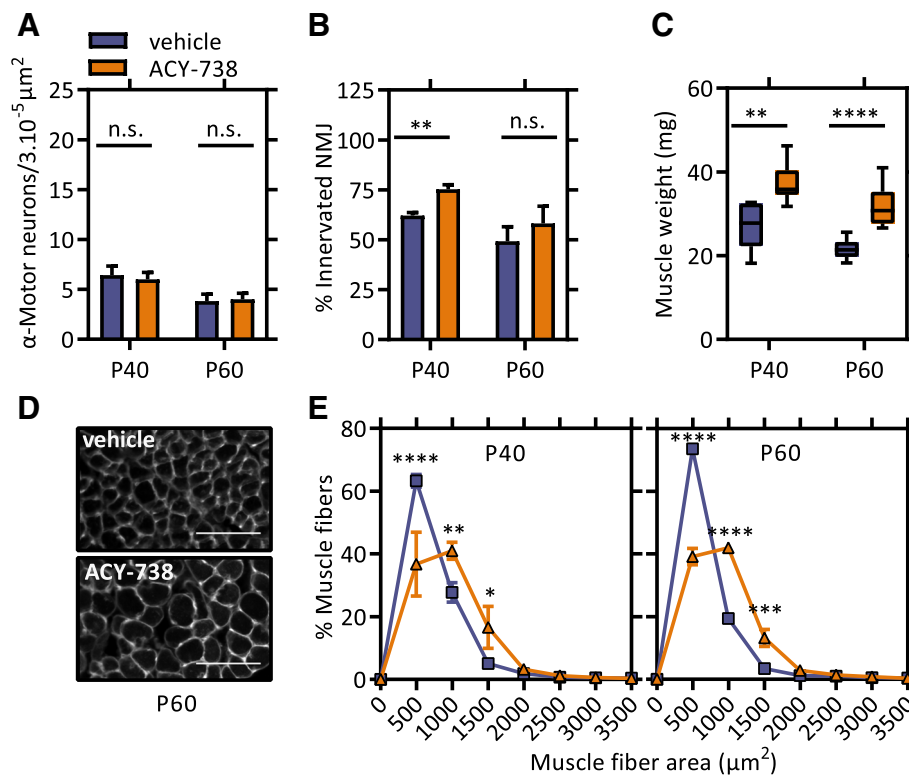 A
vehicle
ACY-738
α-Motor neurons/3.10⁻⁵ µm²
25
20
15
10
5
0
n.s.
n.s.
P40
P60
B
% Innervated NMJ
125
100
75
50
25
0
**
n.s.
P40
P60
C
Muscle weight (mg)
60
40
20
0
**
****
P40
P60
D
vehicle
ACY-738
P60
E
% Muscle fibers
80
60
40
20
0
P40
****
**
*
0
500
1000
1500
2000
2500
3000
3500
P60
****
****
***
0
500
1000
1500
2000
2500
3000
3500
Muscle fiber area (µm²)